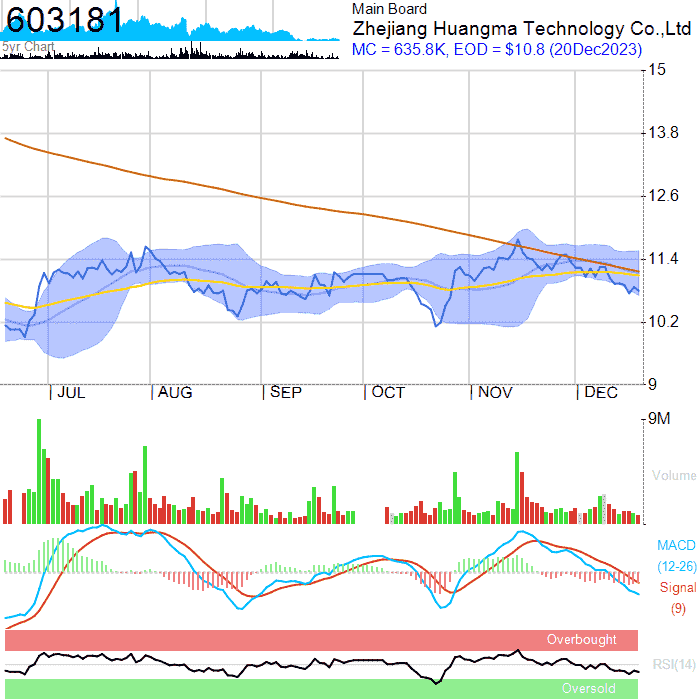 603181
5yr Chart
Main Board
Zhejiang Huangma Technology Co.,Ltd
MC = 635.8K, EOD = $10.8 (20Dec2023)
15
13.8
12.6
11.4
10.2
9
JUL AUG SEP OCT NOV DEC
9M
Volume
MACD
(12-26)
Signal
(9)
Overbought
RSI(14)
Oversold